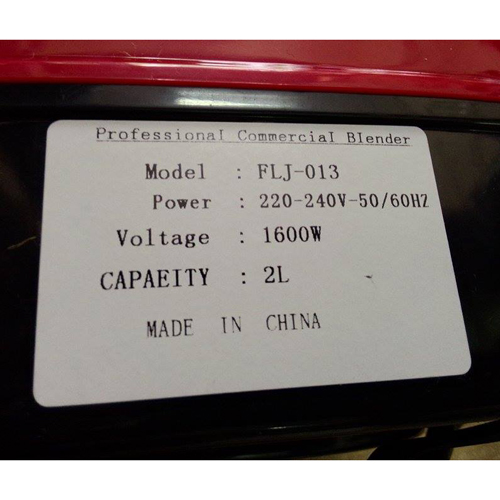 Professional Commercial Blender
Model : FLJ-013
Power : 220-240V-50/60HZ
Voltage : 1600W
CAPAEITY : 2L
MADE IN CHINA